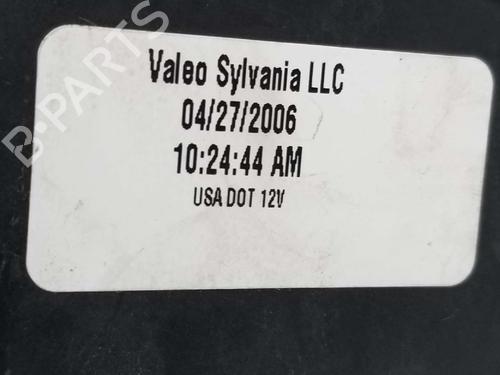 B-PARTS
Valeo Sylvania LLC
04/27/2006
10:24:44 AM
USA DOT 12V